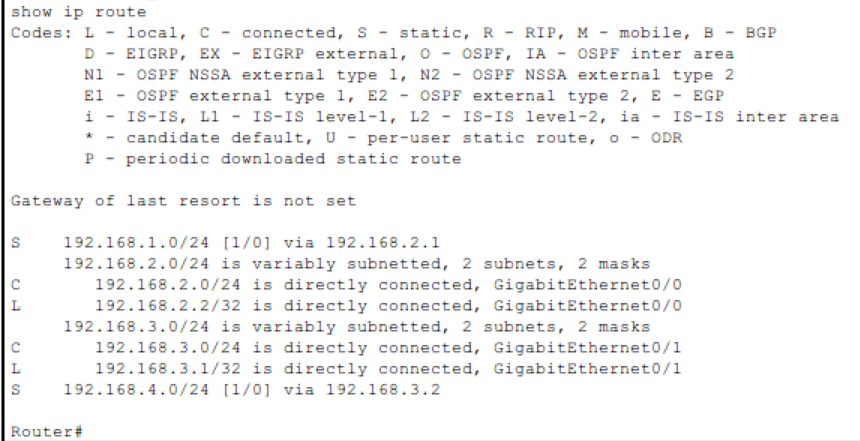 show ip route
Codes: L - local, C - connected, S - static, R - RIP, M - mobile, B - BGP
       D - EIGRP, EX - EIGRP external, O - OSPF, IA - OSPF inter area
       N1 - OSPF NSSA external type 1, N2 - OSPF NSSA external type 2
       E1 - OSPF external type 1, E2 - OSPF external type 2, E - EGP
       i - IS-IS, L1 - IS-IS level-1, L2 - IS-IS level-2, ia - IS-IS inter area
       * - candidate default, U - per-user static route, o - ODR
       P - periodic downloaded static route

Gateway of last resort is not set

S    192.168.1.0/24 [1/0] via 192.168.2.1
     192.168.2.0/24 is variably subnetted, 2 subnets, 2 masks
C       192.168.2.0/24 is directly connected, GigabitEthernet0/0
L       192.168.2.2/32 is directly connected, GigabitEthernet0/0
     192.168.3.0/24 is variably subnetted, 2 subnets, 2 masks
C       192.168.3.0/24 is directly connected, GigabitEthernet0/1
L       192.168.3.1/32 is directly connected, GigabitEthernet0/1
S    192.168.4.0/24 [1/0] via 192.168.3.2

Router#